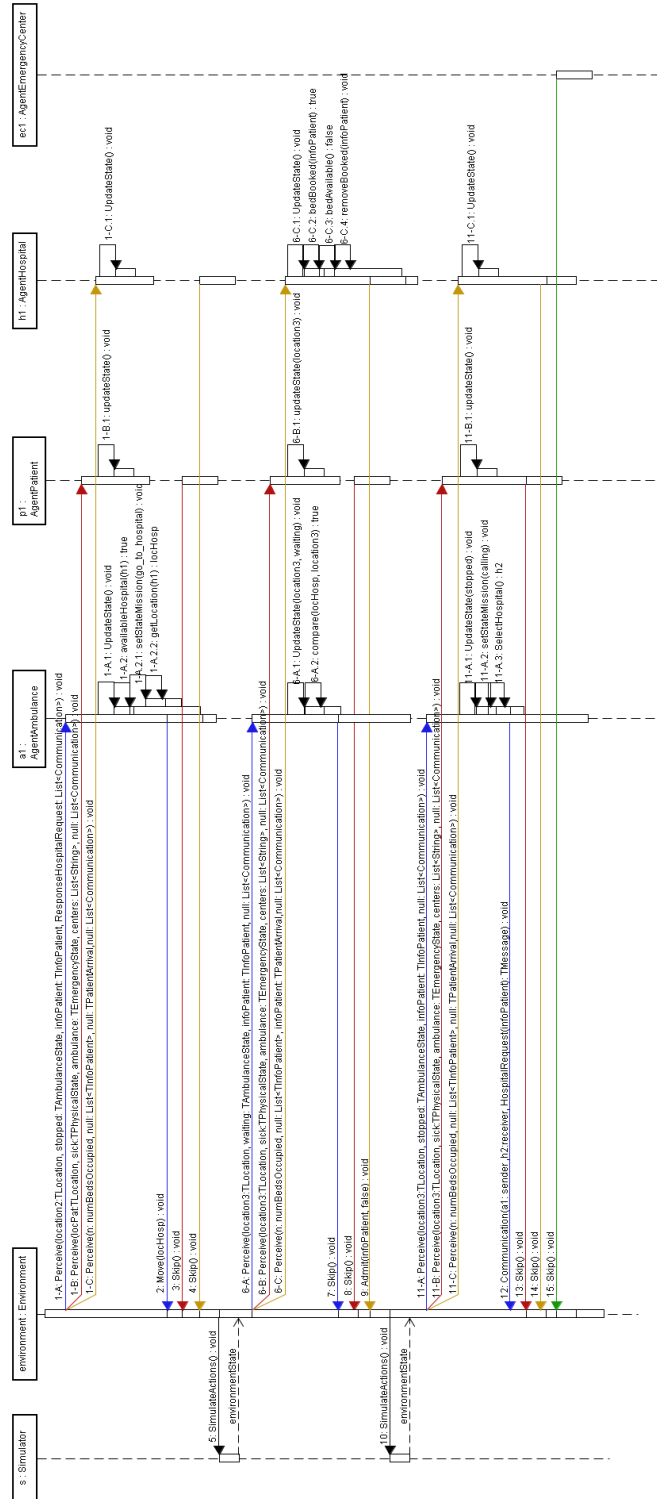 s : Simulator
environment : Environment
a1 :
AgentAmbulance
p1 :
AgentPatient
h1 : AgentHospital
ec1 : AgentEmergencyCenter
1-A: Perceive(location2:TLocation, stopped: TAmbulanceState, infoPatient: TInfoPatient, ResponseHospitalRequest: List<Communication>) : void
1-B: Perceive(locPat:TLocation, sick:TPhysicalState, ambulance: TEmergencyState, centers: List<String>, null: List<Communication>) : void
1-C: Perceive(n: numBedsOccupied, null: List<TInfoPatient>, null: TPatientArrival,null: List<Communication>) : void
1-A.1: UpdateState() : void
1-A.2: availableHospital(h1) : true
1-A.2.1: setStateMission(go_to_hospital) : void
1-A.2.2: getLocation(h1) : locHosp
1-B.1: updateState() : void
1-C.1: UpdateState() : void
2: Move(locHosp) : void
3: Skip() : void
4: Skip() : void
5: SimulateActions() : void
environmentState
6-A: Perceive(location3:TLocation, waiting: TAmbulanceState, infoPatient: TInfoPatient, null: List<Communication>) : void
6-B: Perceive(location3:TLocation, sick:TPhysicalState, ambulance: TEmergencyState, centers: List<String>, null: List<Communication>) : void
6-C: Perceive(n: numBedsOccupied, null: List<TInfoPatient>, infoPatient: TPatientArrival,null: List<Communication>) : void
6-A.1: UpdateState(location3, waiting) : void
6-A.2: compare(locHosp, location3) : true
6-B.1: updateState(location3) : void
6-C.1: UpdateState() : void
6-C.2: bedBooked(infoPatient) : true
6-C.3: bedAvailable() : false
6-C.4: removeBooked(infoPatient) : void
7: Skip() : void
8: Skip() : void
9: Admit(infoPatient, false) : void
10: SimulateActions() : void
environmentState
11-A: Perceive(location3:TLocation, stopped: TAmbulanceState, infoPatient: TInfoPatient, null: List<Communication>) : void
11-B: Perceive(location3:TLocation, sick:TPhysicalState, ambulance: TEmergencyState, centers: List<String>, null: List<Communication>) : void
11-C: Perceive(n: numBedsOccupied, null: List<TInfoPatient>, null: TPatientArrival,null: List<Communication>) : void
11-A.1: UpdateState(stopped) : void
11-A.2: setStateMission(calling) : void
11-A.3: SelectHospital() : h2
11-B.1: updateState() : void
11-C.1: UpdateState() : void
12: Communication(a1: sender, h2:receiver, HospitalRequest(infoPatient): TMessage) : void
13: Skip() : void
14: Skip() : void
15: Skip() : void